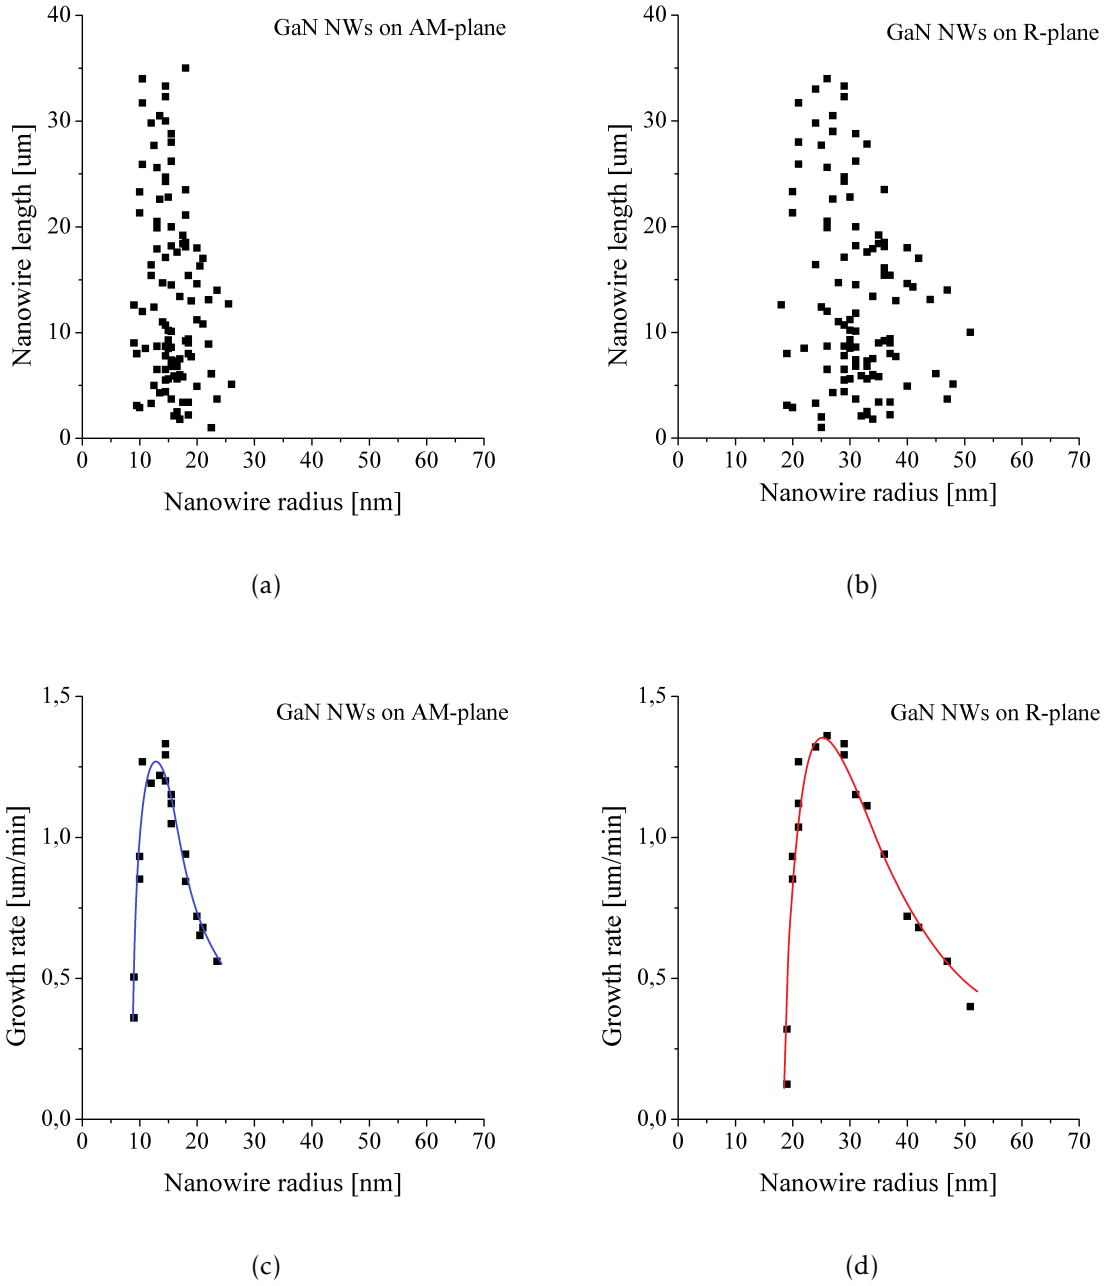 GaN NWs on AM-plane
Nanowire length [um]
40
30
20
10
0
0 10 20 30 40 50 60 70
Nanowire radius [nm]
(a)
GaN NWs on R-plane
Nanowire length [um]
40
30
20
10
0
0 10 20 30 40 50 60 70
Nanowire radius [nm]
(b)
GaN NWs on AM-plane
Growth rate [um/min]
1,5
1,0
0,5
0,0
0 10 20 30 40 50 60 70
Nanowire radius [nm]
(c)
GaN NWs on R-plane
Growth rate [um/min]
1,5
1,0
0,5
0,0
0 10 20 30 40 50 60 70
Nanowire radius [nm]
(d)